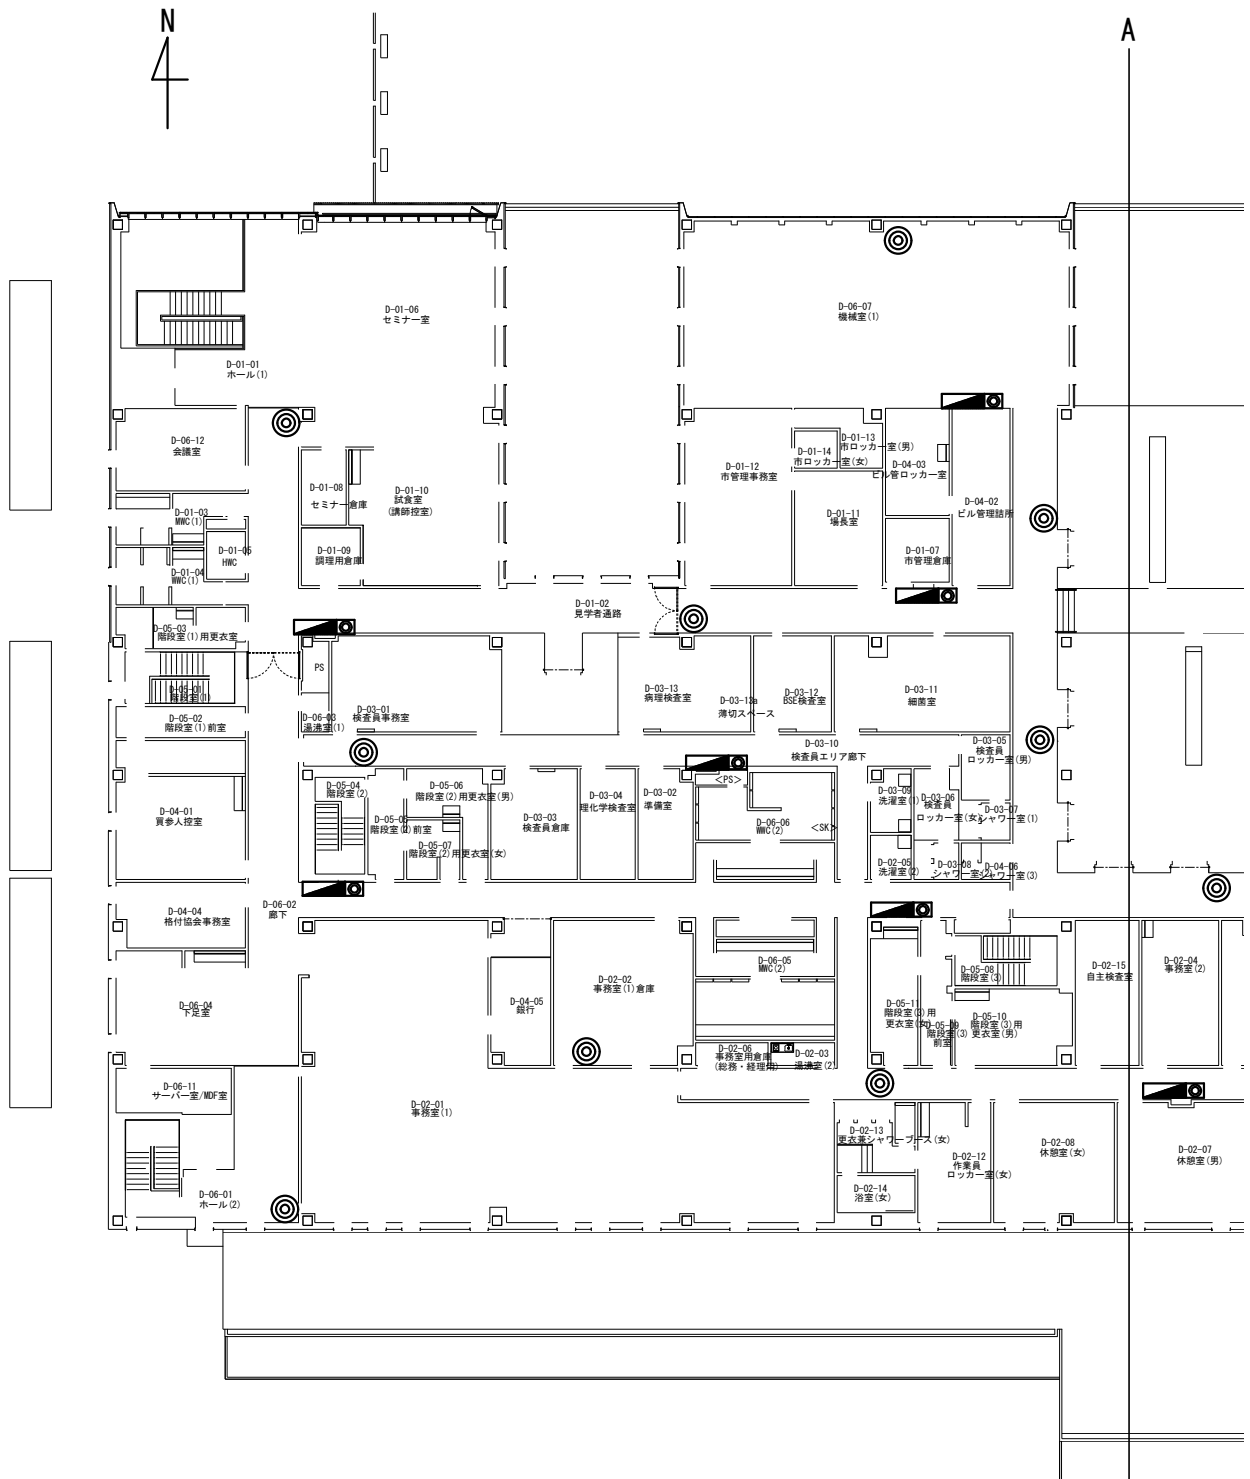 N
A
D-01-06
セミナー室
D-06-07
機械室(1)
D-01-01
ホール(1)
D-06-12
会議室
D-01-08
セミナー倉庫
D-01-10
試食室
(講師控室)
D-01-12
市管理事務室
D-01-13
市ロッカー室(男)
D-01-14
市ロッカー室(女)
D-04-03
ビル管ロッカー室
D-04-02
ビル管理詰所
D-01-11
場長室
D-01-03
MWC(1)
D-01-05
HWC
D-01-04
WWC(1)
D-01-09
調理用倉庫
D-01-07
市管理倉庫
D-01-02
見学者通路
D-05-03
階段室(1)用更衣室
PS
D-05-01
階段室(1)
D-05-02
階段室(1)前室
D-06-03
湯沸室(1)
D-03-01
検査員事務室
D-03-13
病理検査室
D-03-13a
薄切スペース
D-03-12
BSE検査室
D-03-11
細菌室
D-03-10
検査員エリア廊下
D-03-05
検査員
ロッカー室(男)
D-04-01
買参人控室
D-05-04
階段室(2)
D-05-05
階段室(2)前室
D-05-06
階段室(2)用更衣室(男)
D-05-07
階段室(2)用更衣室(女)
D-03-03
検査員倉庫
D-03-04
理化学検査室
D-03-02
準備室
<PS>
D-06-06
WWC(2)
<SK>
D-03-09
洗濯室(1)
D-03-06
検査員
ロッカー室(女)
D-03-07
シャワー室(1)
D-02-05
洗濯室(2)
D-03-08
シャワー室(2)
D-04-06
シャワー室(3)
D-04-04
格付協会事務室
D-06-02
廊下
D-06-04
下足室
D-04-05
銀行
D-02-02
事務室(1)倉庫
D-06-05
MWC(2)
D-05-08
階段室(3)
D-05-11
階段室(3)用
更衣室(女)
D-05-09
階段室(3)
前室
D-05-10
階段室(3)用
更衣室(男)
D-02-15
自主検査室
D-02-04
事務室(2)
D-02-06
事務室用倉庫
(総務・経理用)
D-02-03
湯沸室(2)
D-06-11
サーバー室/MDF室
D-02-01
事務室(1)
D-02-13
更衣兼シャワーブース(女)
D-02-12
作業員
ロッカー室(女)
D-02-08
休憩室(女)
D-02-07
休憩室(男)
D-02-14
浴室(女)
D-06-01
ホール(2)